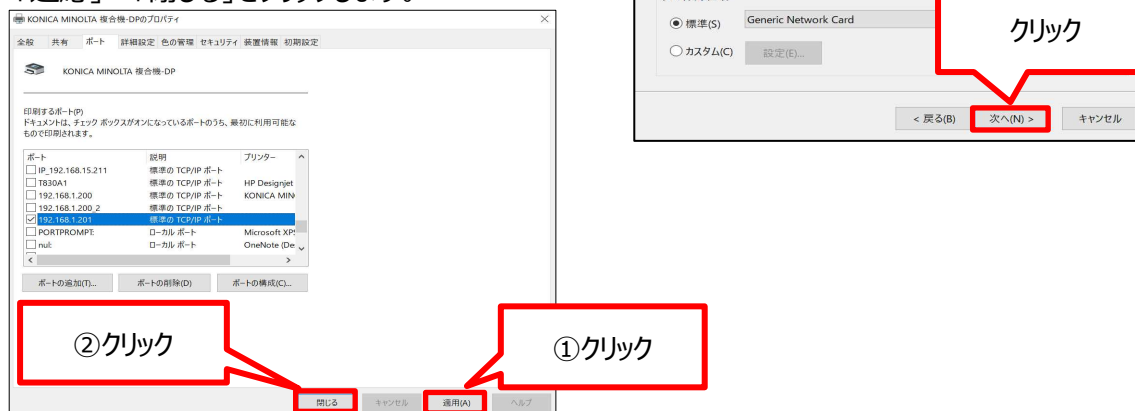 KONICA MINOLTA 複合機-DPのプロパティ
全般 共有 ポート 詳細設定 色の管理 セキュリティ 装置情報 初期設定
KONICA MINOLTA 複合機-DP
印刷するポート(P)
ドキュメントは、チェック ボックスがオンになっているポートのうち、最初に利用可能な
もので印刷されます。
ポート 説明 プリンター
IP_192.168.15.211 標準の TCP/IP ポート
T830A1 標準の TCP/IP ポート HP Designjet
192.168.1.200 標準の TCP/IP ポート KONICA MIN
192.168.1.200_2 標準の TCP/IP ポート
192.168.1.201 標準の TCP/IP ポート
PORTPROMPT: ローカル ポート Microsoft XP
nul: ローカル ポート OneNote (De
ポートの追加(T)... ポートの削除(D) ポートの構成(C)...
②クリック
①クリック
閉じる キャンセル 適用(A) ヘルプ
標準(S) Generic Network Card
カスタム(C) 設定(E)...
クリック
< 戻る(B) 次へ(N) > キャンセル